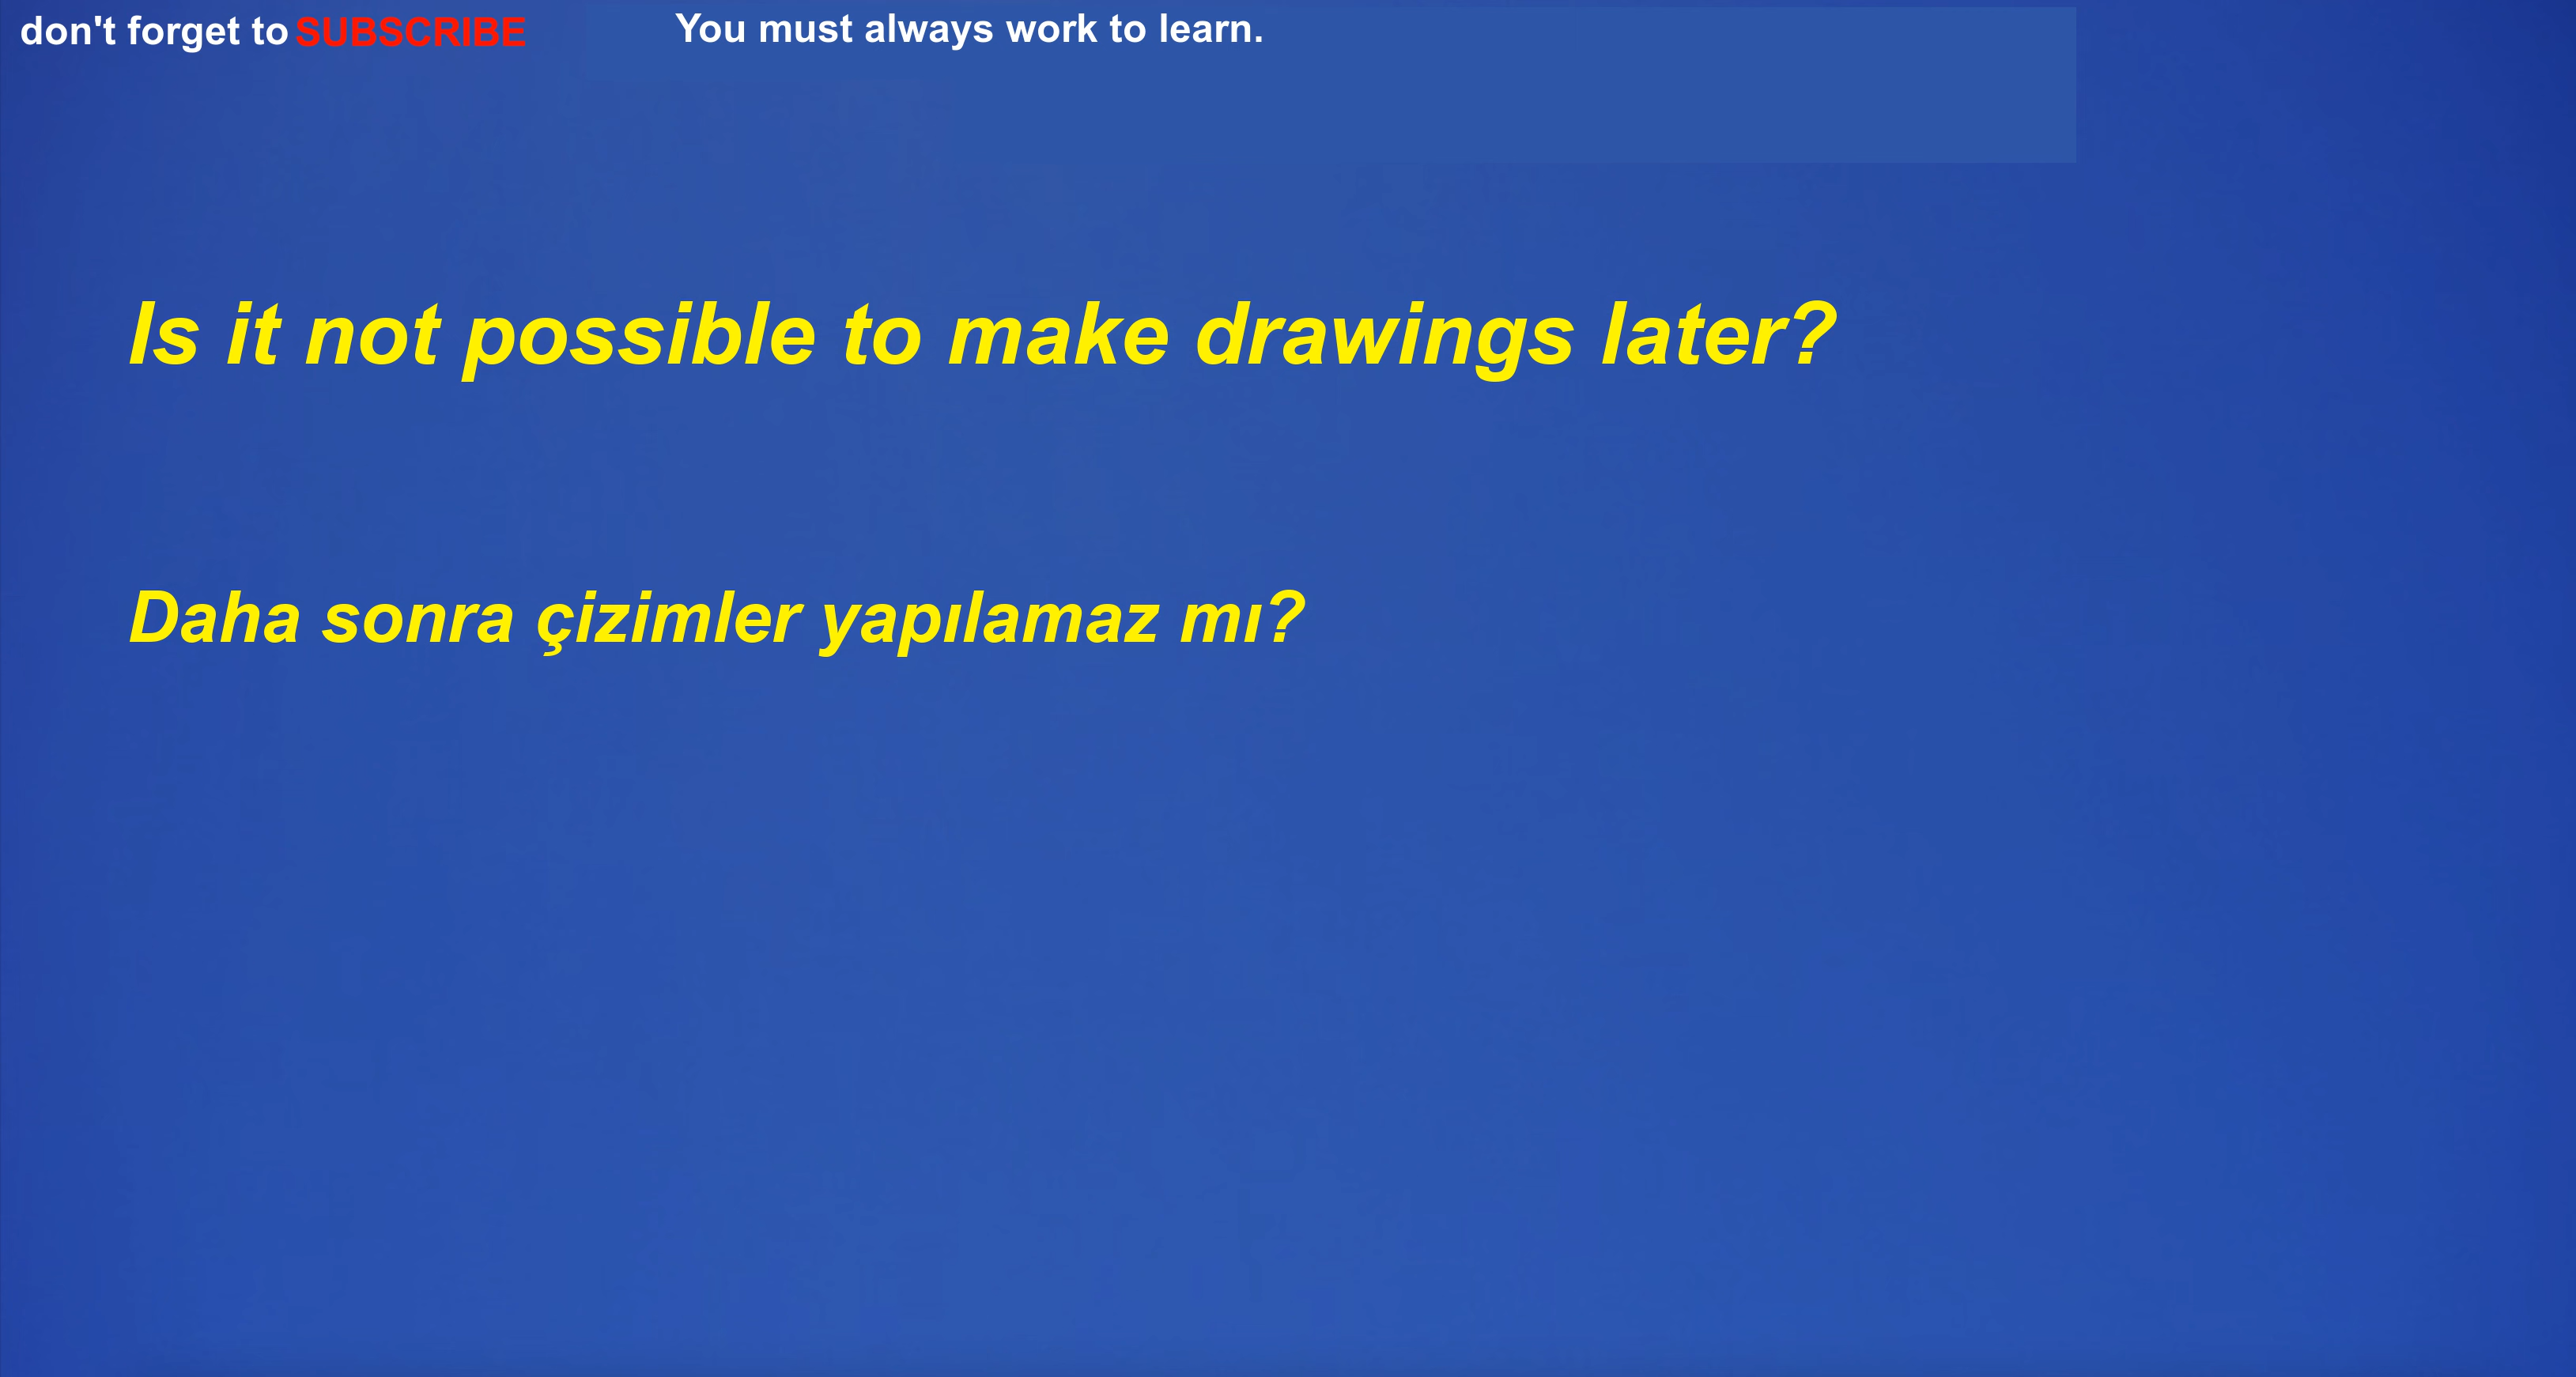 don't forget to SUBSCRIBE
You must always work to learn.
Is it not possible to make drawings later?
Daha sonra çizimler yapılamaz mı?